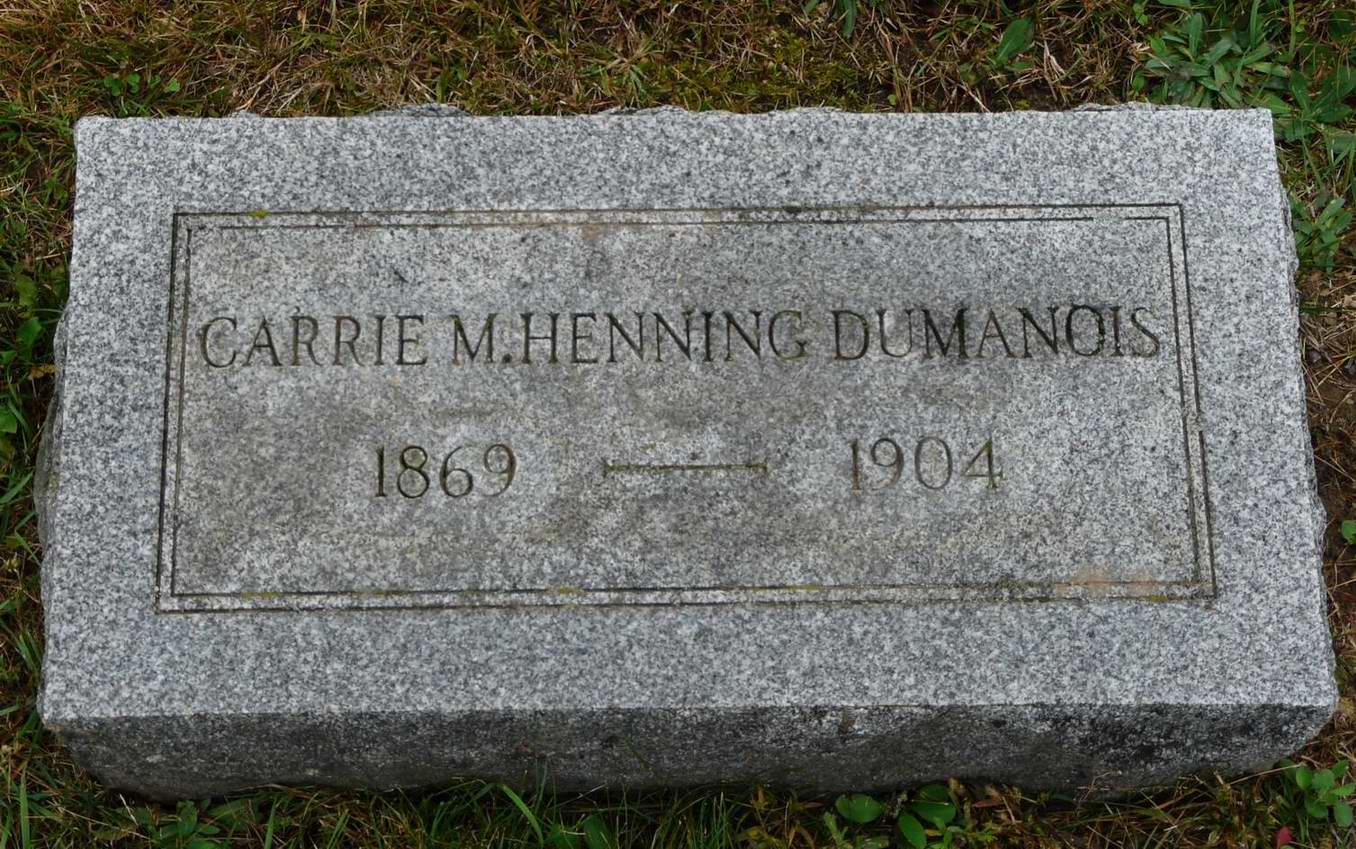 CARRIE M. HENNING DUMANOIS
1869 — 1904